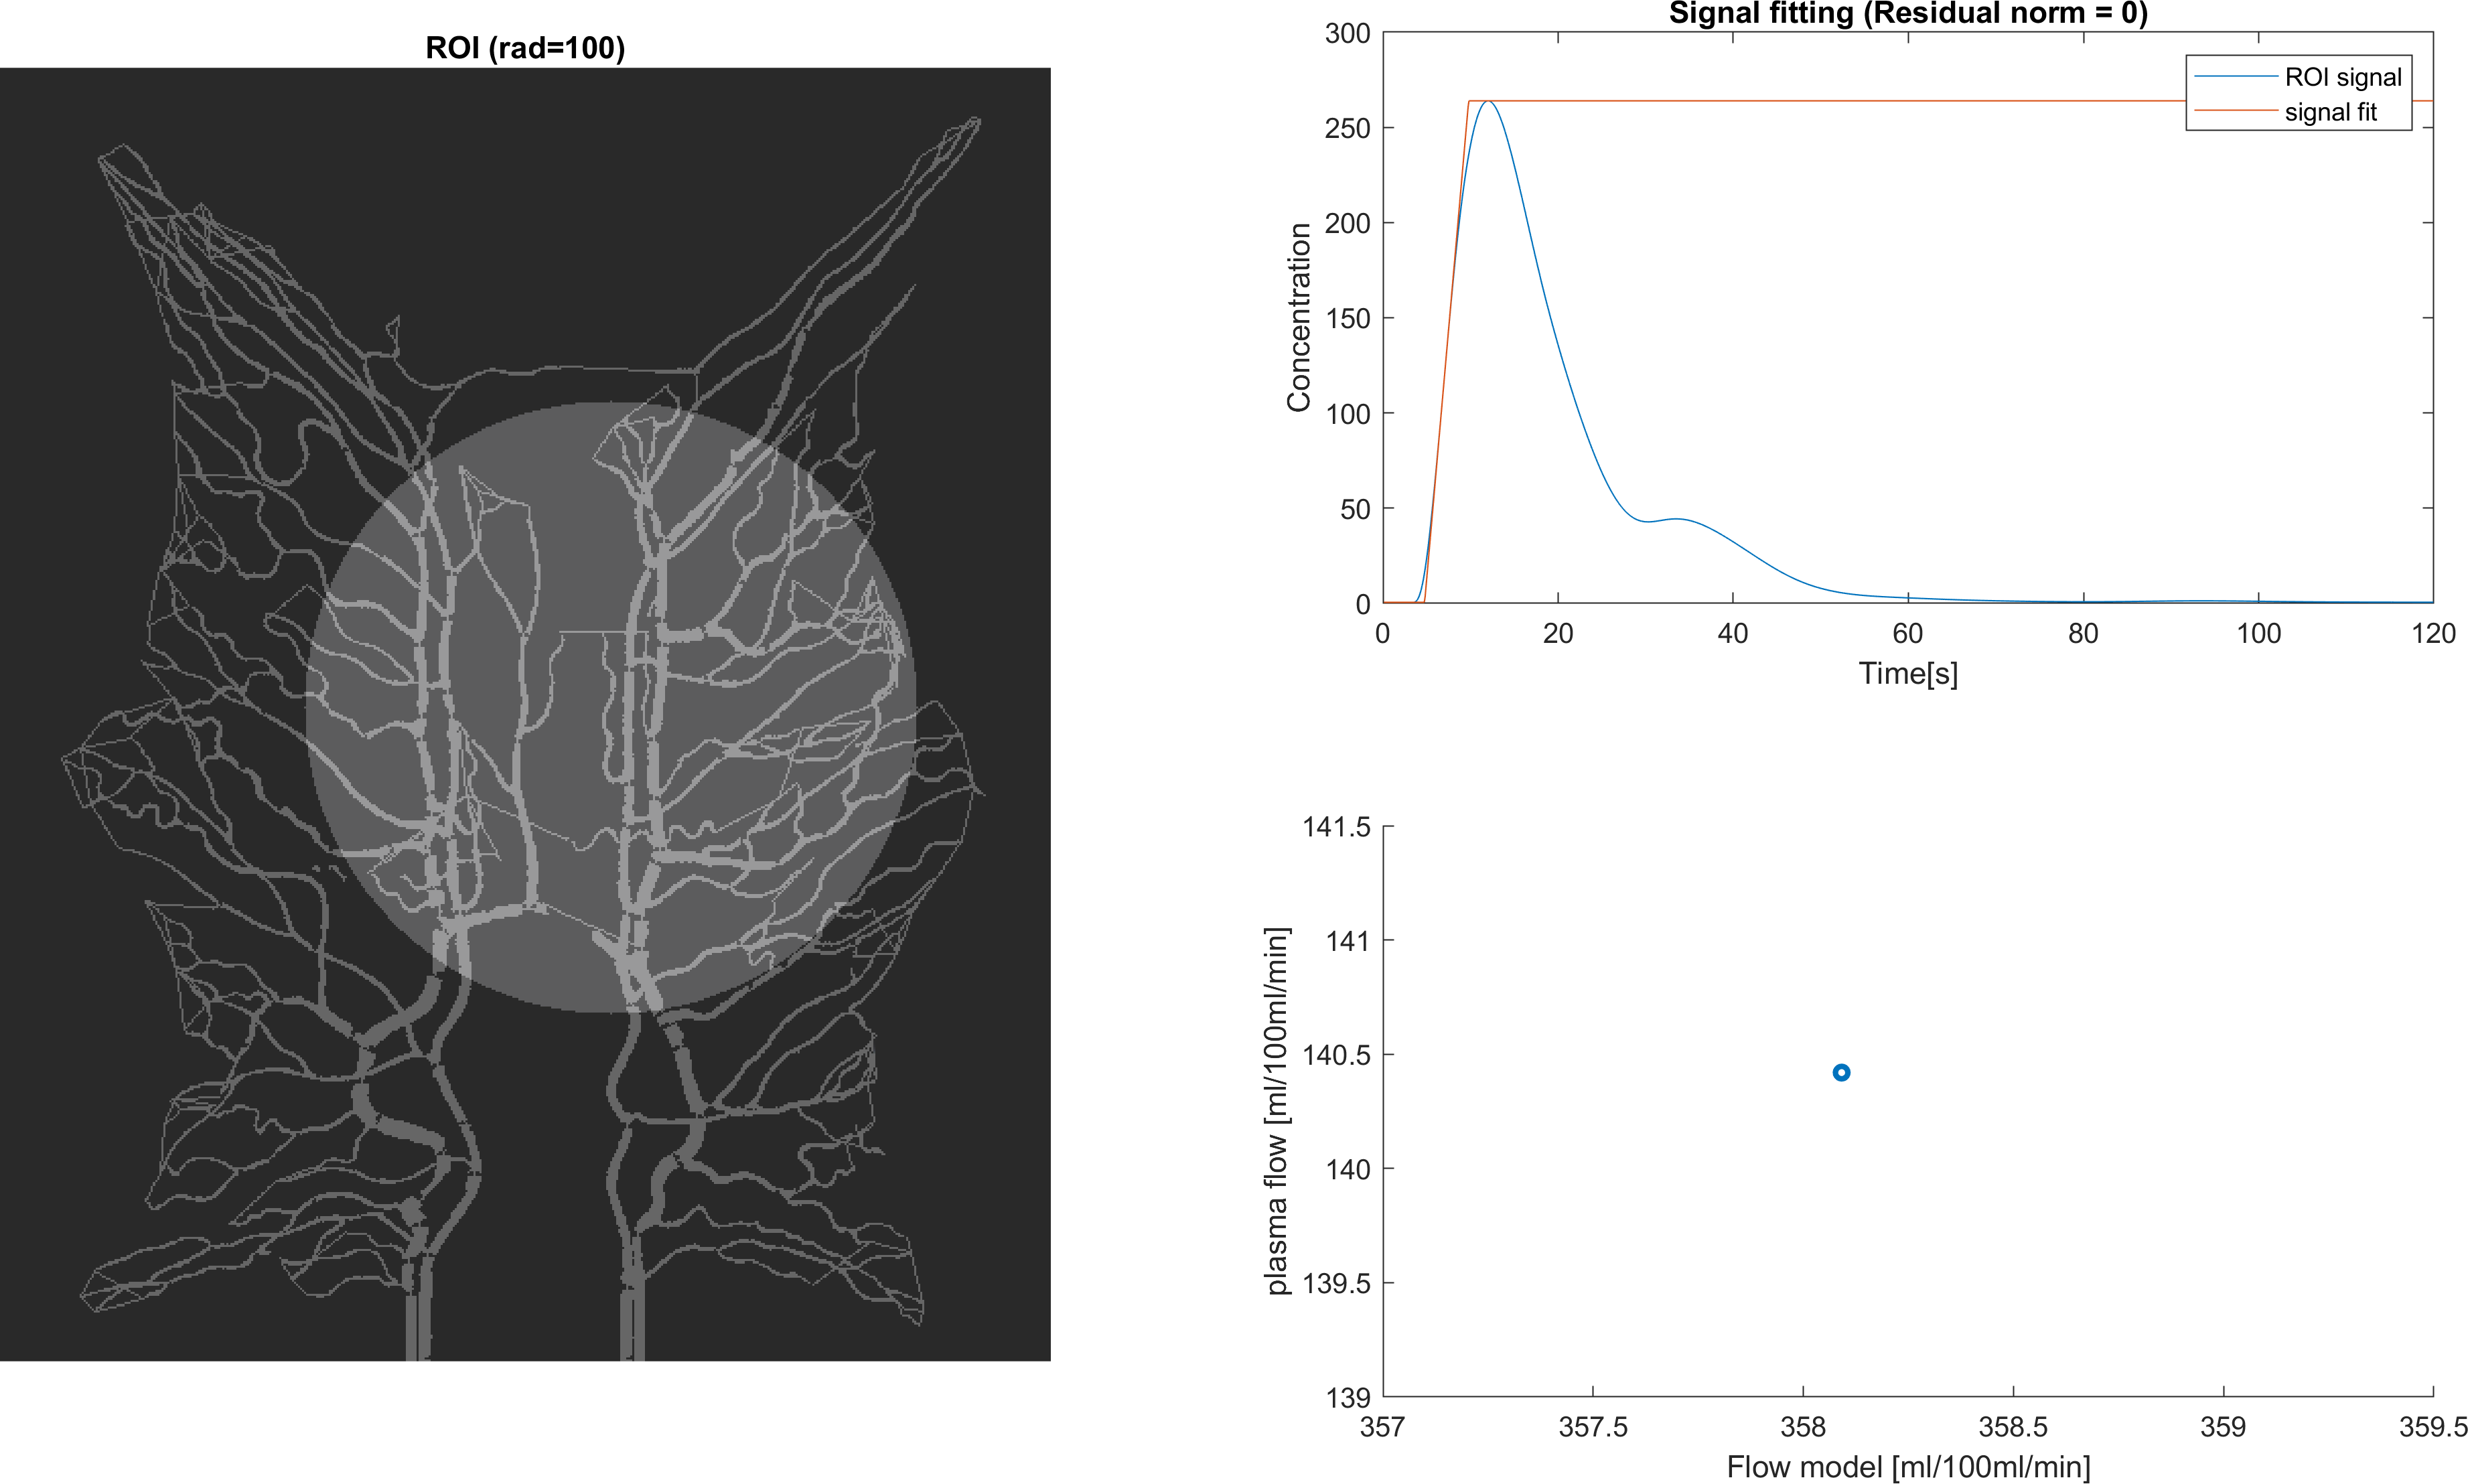 ROI (rad=100)
Signal fitting (Residual norm = 0)
300
250
200
150
100
50
0
Concentration
ROI signal
signal fit
0 20 40 60 80 100 120
Time[s]
141.5
141
140.5
140
139.5
139
plasma flow [ml/100ml/min]
357 357.5 358 358.5 359 359.5
Flow model [ml/100ml/min]